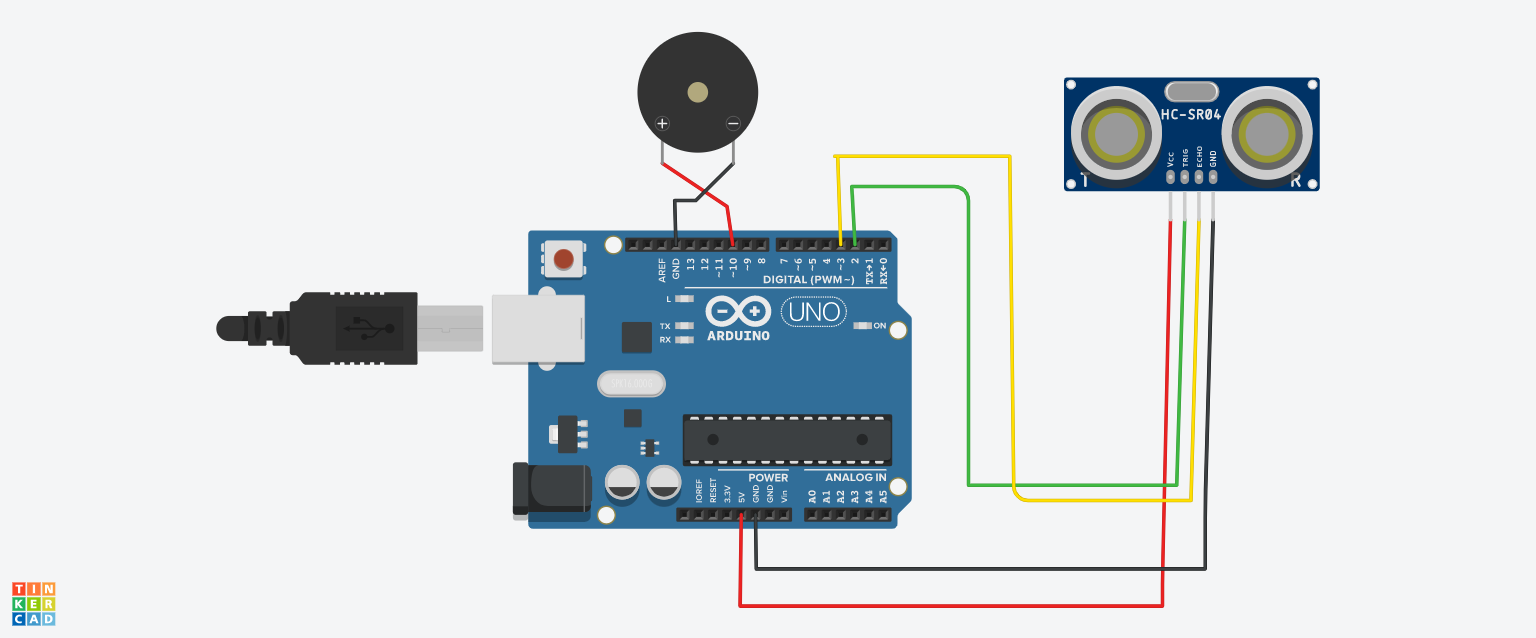 + −
HC-SR04
VCC
TRIG
ECHO
GND
T R
AREF
GND
13
12
~11
~10
~9
8
7
~6
~5
4
~3
2
TX→1
RX←0
DIGITAL (PWM~)
L
TX
RX
ARDUINO
UNO
ON
POWER
ANALOG IN
IOREF
RESET
3.3V
5V
GND
GND
Vin
A0
A1
A2
A3
A4
A5
TIN
KER
CAD